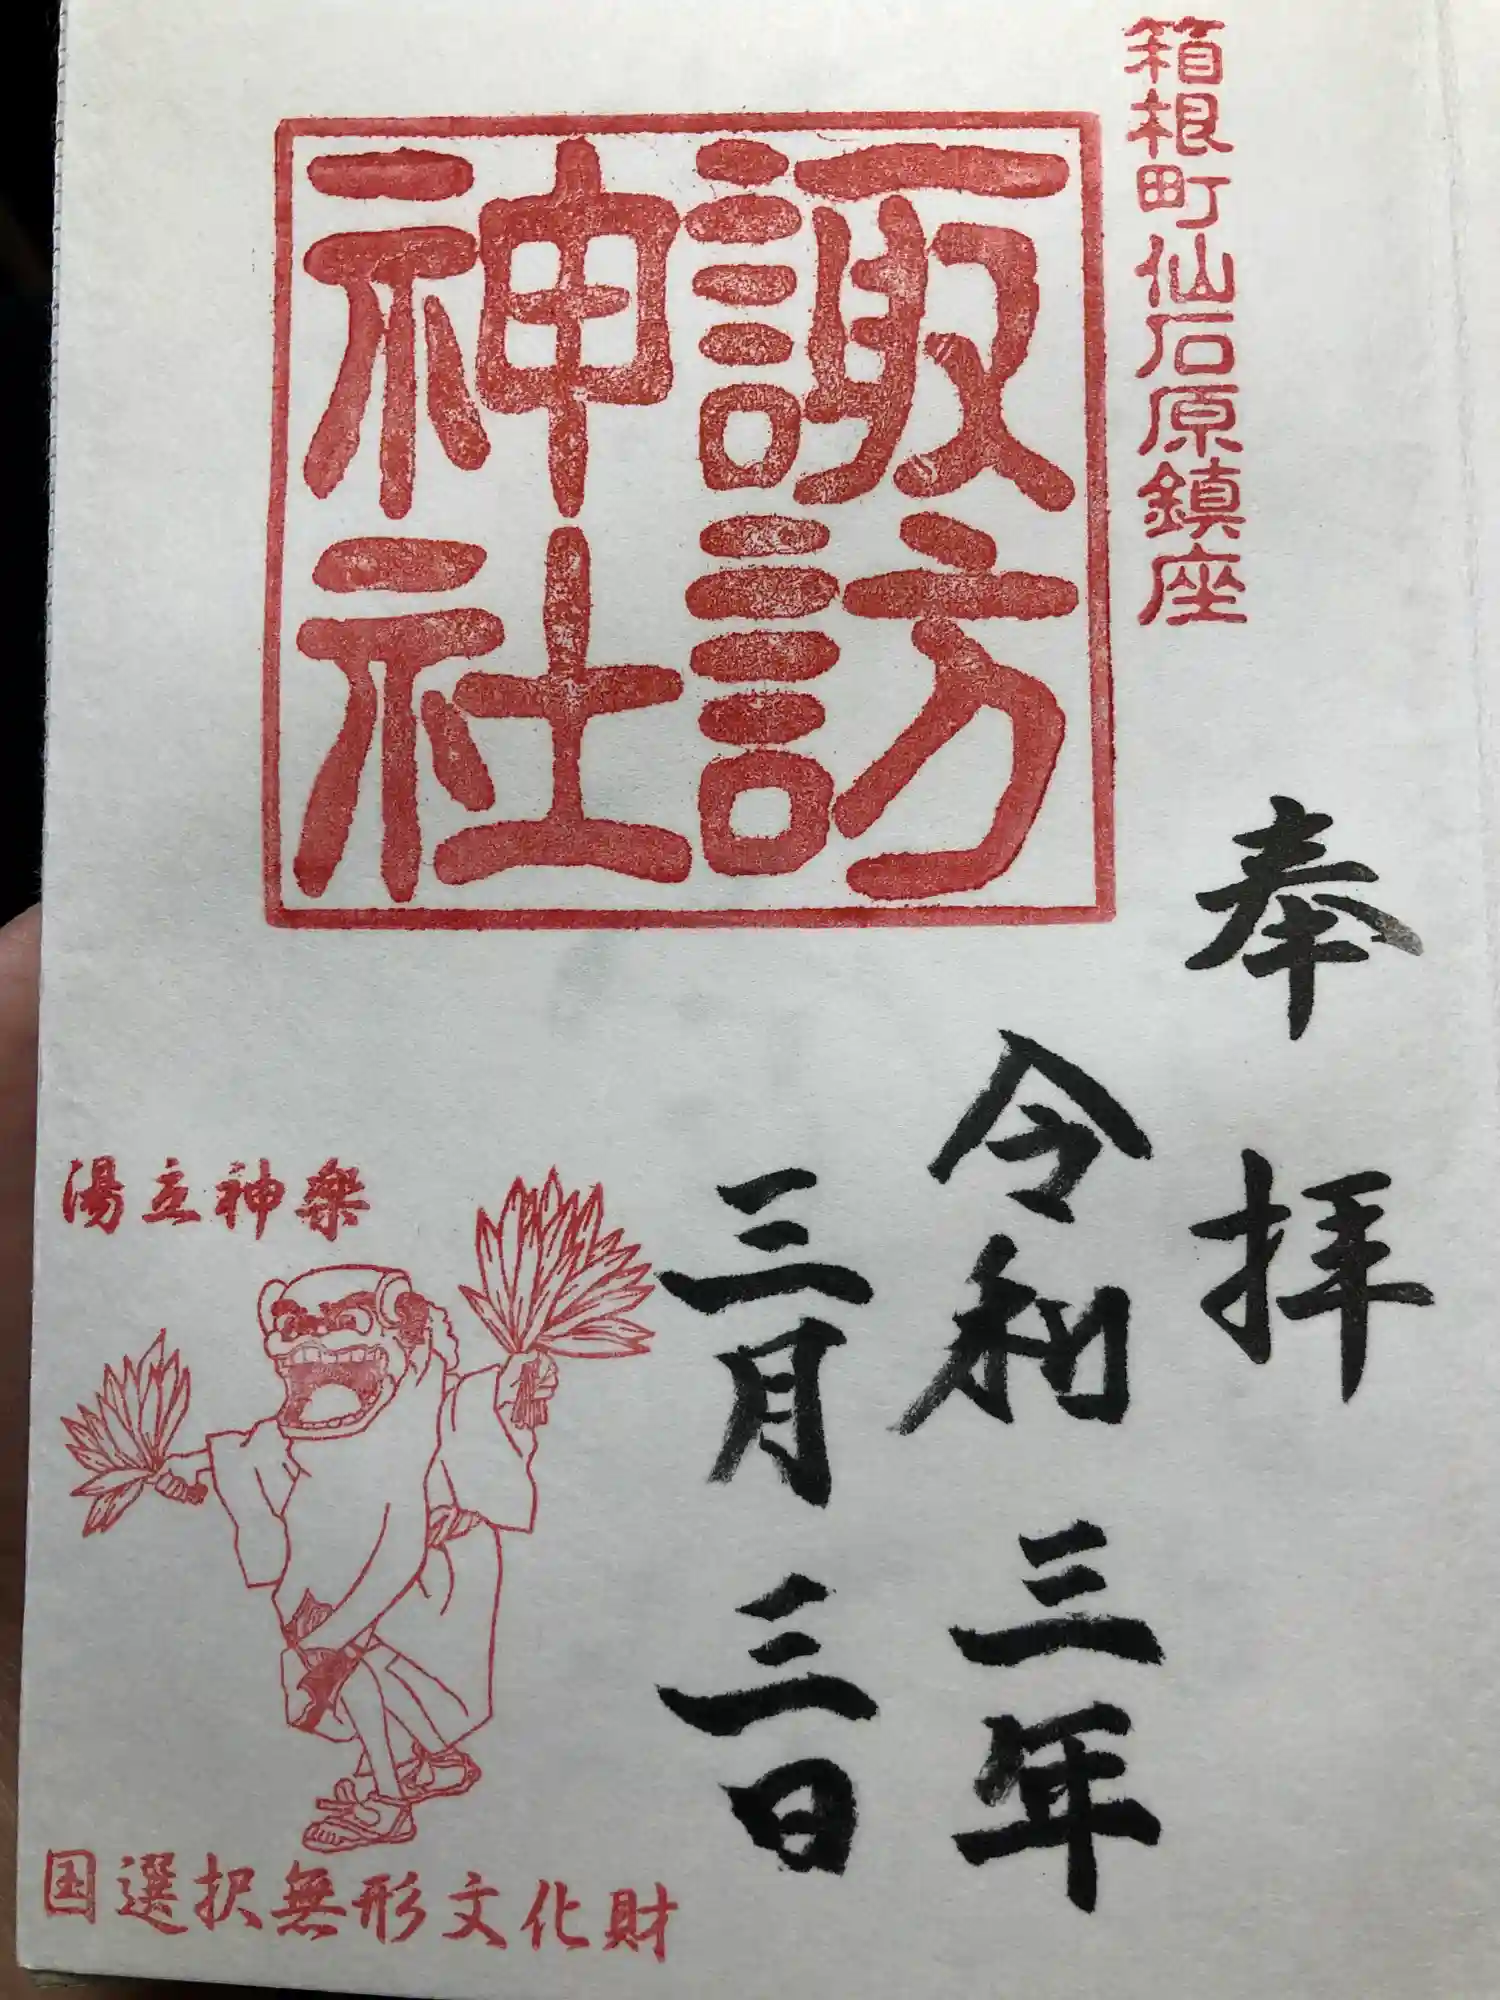 箱根町仙石原鎮座
諏訪
神社
奉拝
令和三年
三月三日
湯立神楽
国選択無形文化財